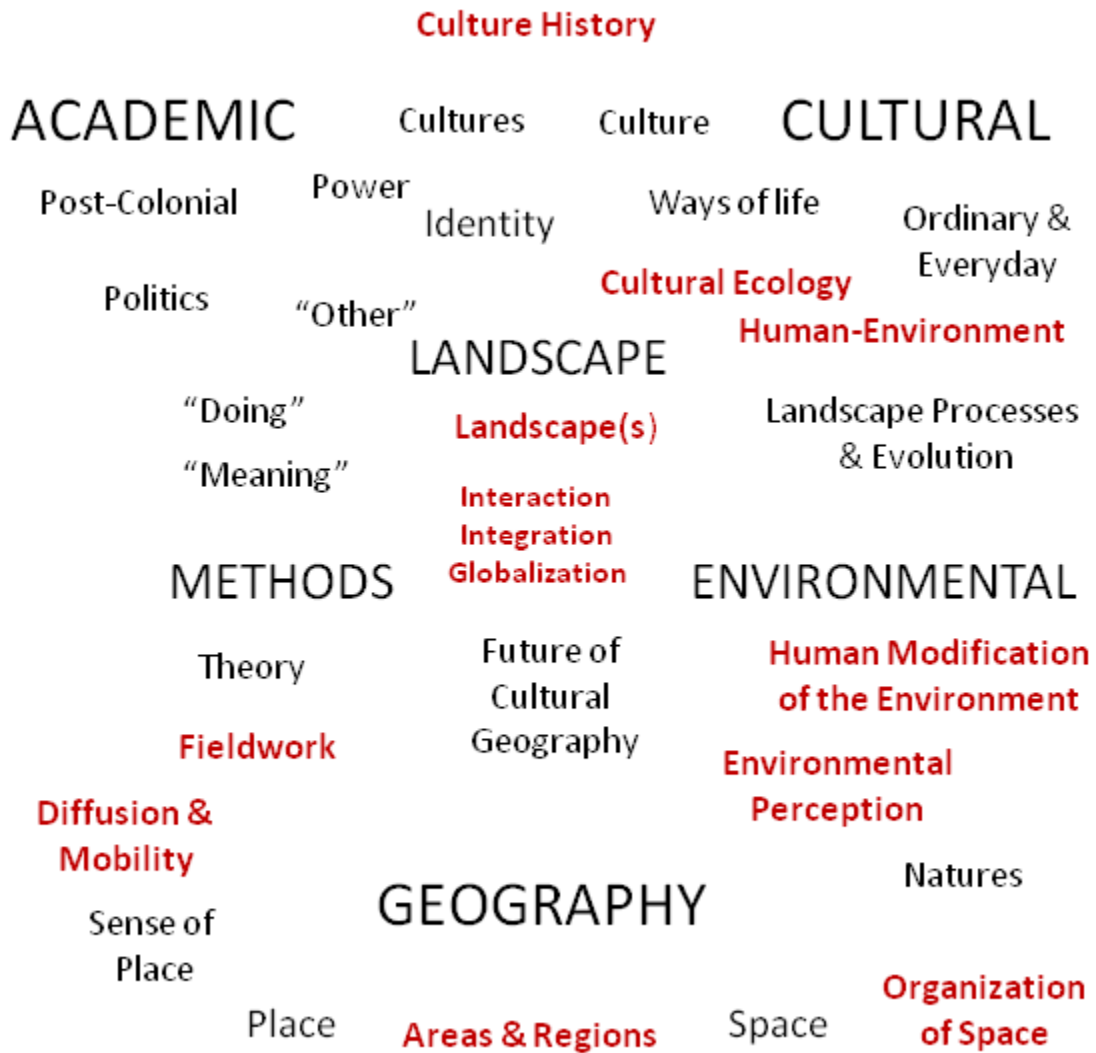 Culture History
ACADEMIC
Cultures
Culture
CULTURAL
Post-Colonial
Power
Identity
Ways of life
Ordinary &
Everyday
Politics
“Other”
Cultural Ecology
Human-Environment
LANDSCAPE
“Doing”
“Meaning”
Landscape(s)
Landscape Processes
& Evolution
Interaction
Integration
Globalization
METHODS
ENVIRONMENTAL
Theory
Future of
Cultural
Geography
Human Modification
of the Environment
Fieldwork
Environmental
Perception
Diffusion &
Mobility
Natures
GEOGRAPHY
Sense of
Place
Place
Areas & Regions
Space
Organization
of Space